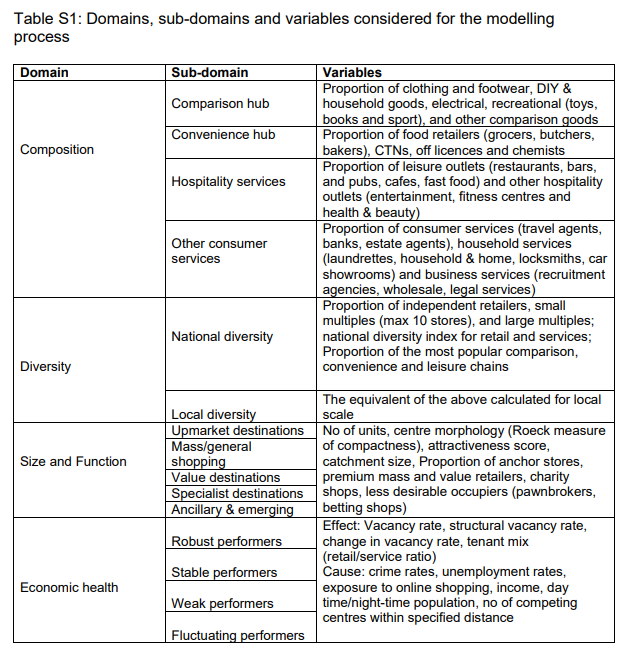 Table S1: Domains, sub-domains and variables considered for the modelling
process
Domain
Sub-domain
Variables
Composition
Comparison hub
Proportion of clothing and footwear, DIY &
household goods, electrical, recreational (toys,
books and sport), and other comparison goods
Convenience hub
Proportion of food retailers (grocers, butchers,
bakers), CTNs, off licences and chemists
Hospitality services
Proportion of leisure outlets (restaurants, bars,
and pubs, cafes, fast food) and other hospitality
outlets (entertainment, fitness centres and
health & beauty)
Other consumer
services
Proportion of consumer services (travel agents,
banks, estate agents), household services
(laundrettes, household & home, locksmiths, car
showrooms) and business services (recruitment
agencies, wholesale, legal services)
Diversity
National diversity
Proportion of independent retailers, small
multiples (max 10 stores), and large multiples;
national diversity index for retail and services;
Proportion of the most popular comparison,
convenience and leisure chains
Local diversity
The equivalent of the above calculated for local
scale
Size and Function
Upmarket destinations
Mass/general
shopping
Value destinations
Specialist destinations
Ancillary & emerging
No of units, centre morphology (Roeck measure
of compactness), attractiveness score,
catchment size, Proportion of anchor stores,
premium mass and value retailers, charity
shops, less desirable occupiers (pawnbrokers,
betting shops)
Economic health
Robust performers
Stable performers
Weak performers
Fluctuating performers
Effect: Vacancy rate, structural vacancy rate,
change in vacancy rate, tenant mix
(retail/service ratio)
Cause: crime rates, unemployment rates,
exposure to online shopping, income, day
time/night-time population, no of competing
centres within specified distance